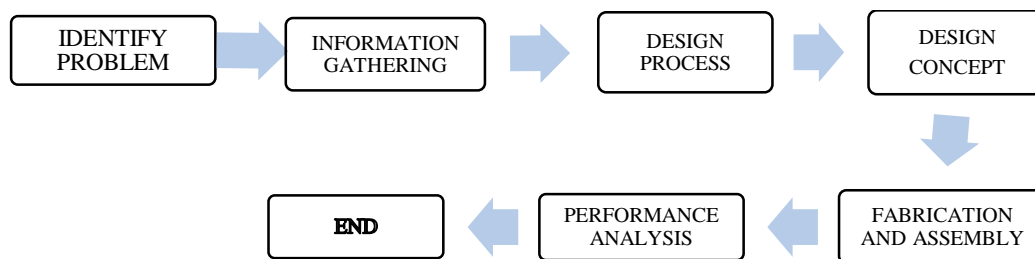 IDENTIFY
PROBLEM
INFORMATION
GATHERING
DESIGN
PROCESS
DESIGN
CONCEPT
FABRICATION
AND ASSEMBLY
PERFORMANCE
ANALYSIS
END